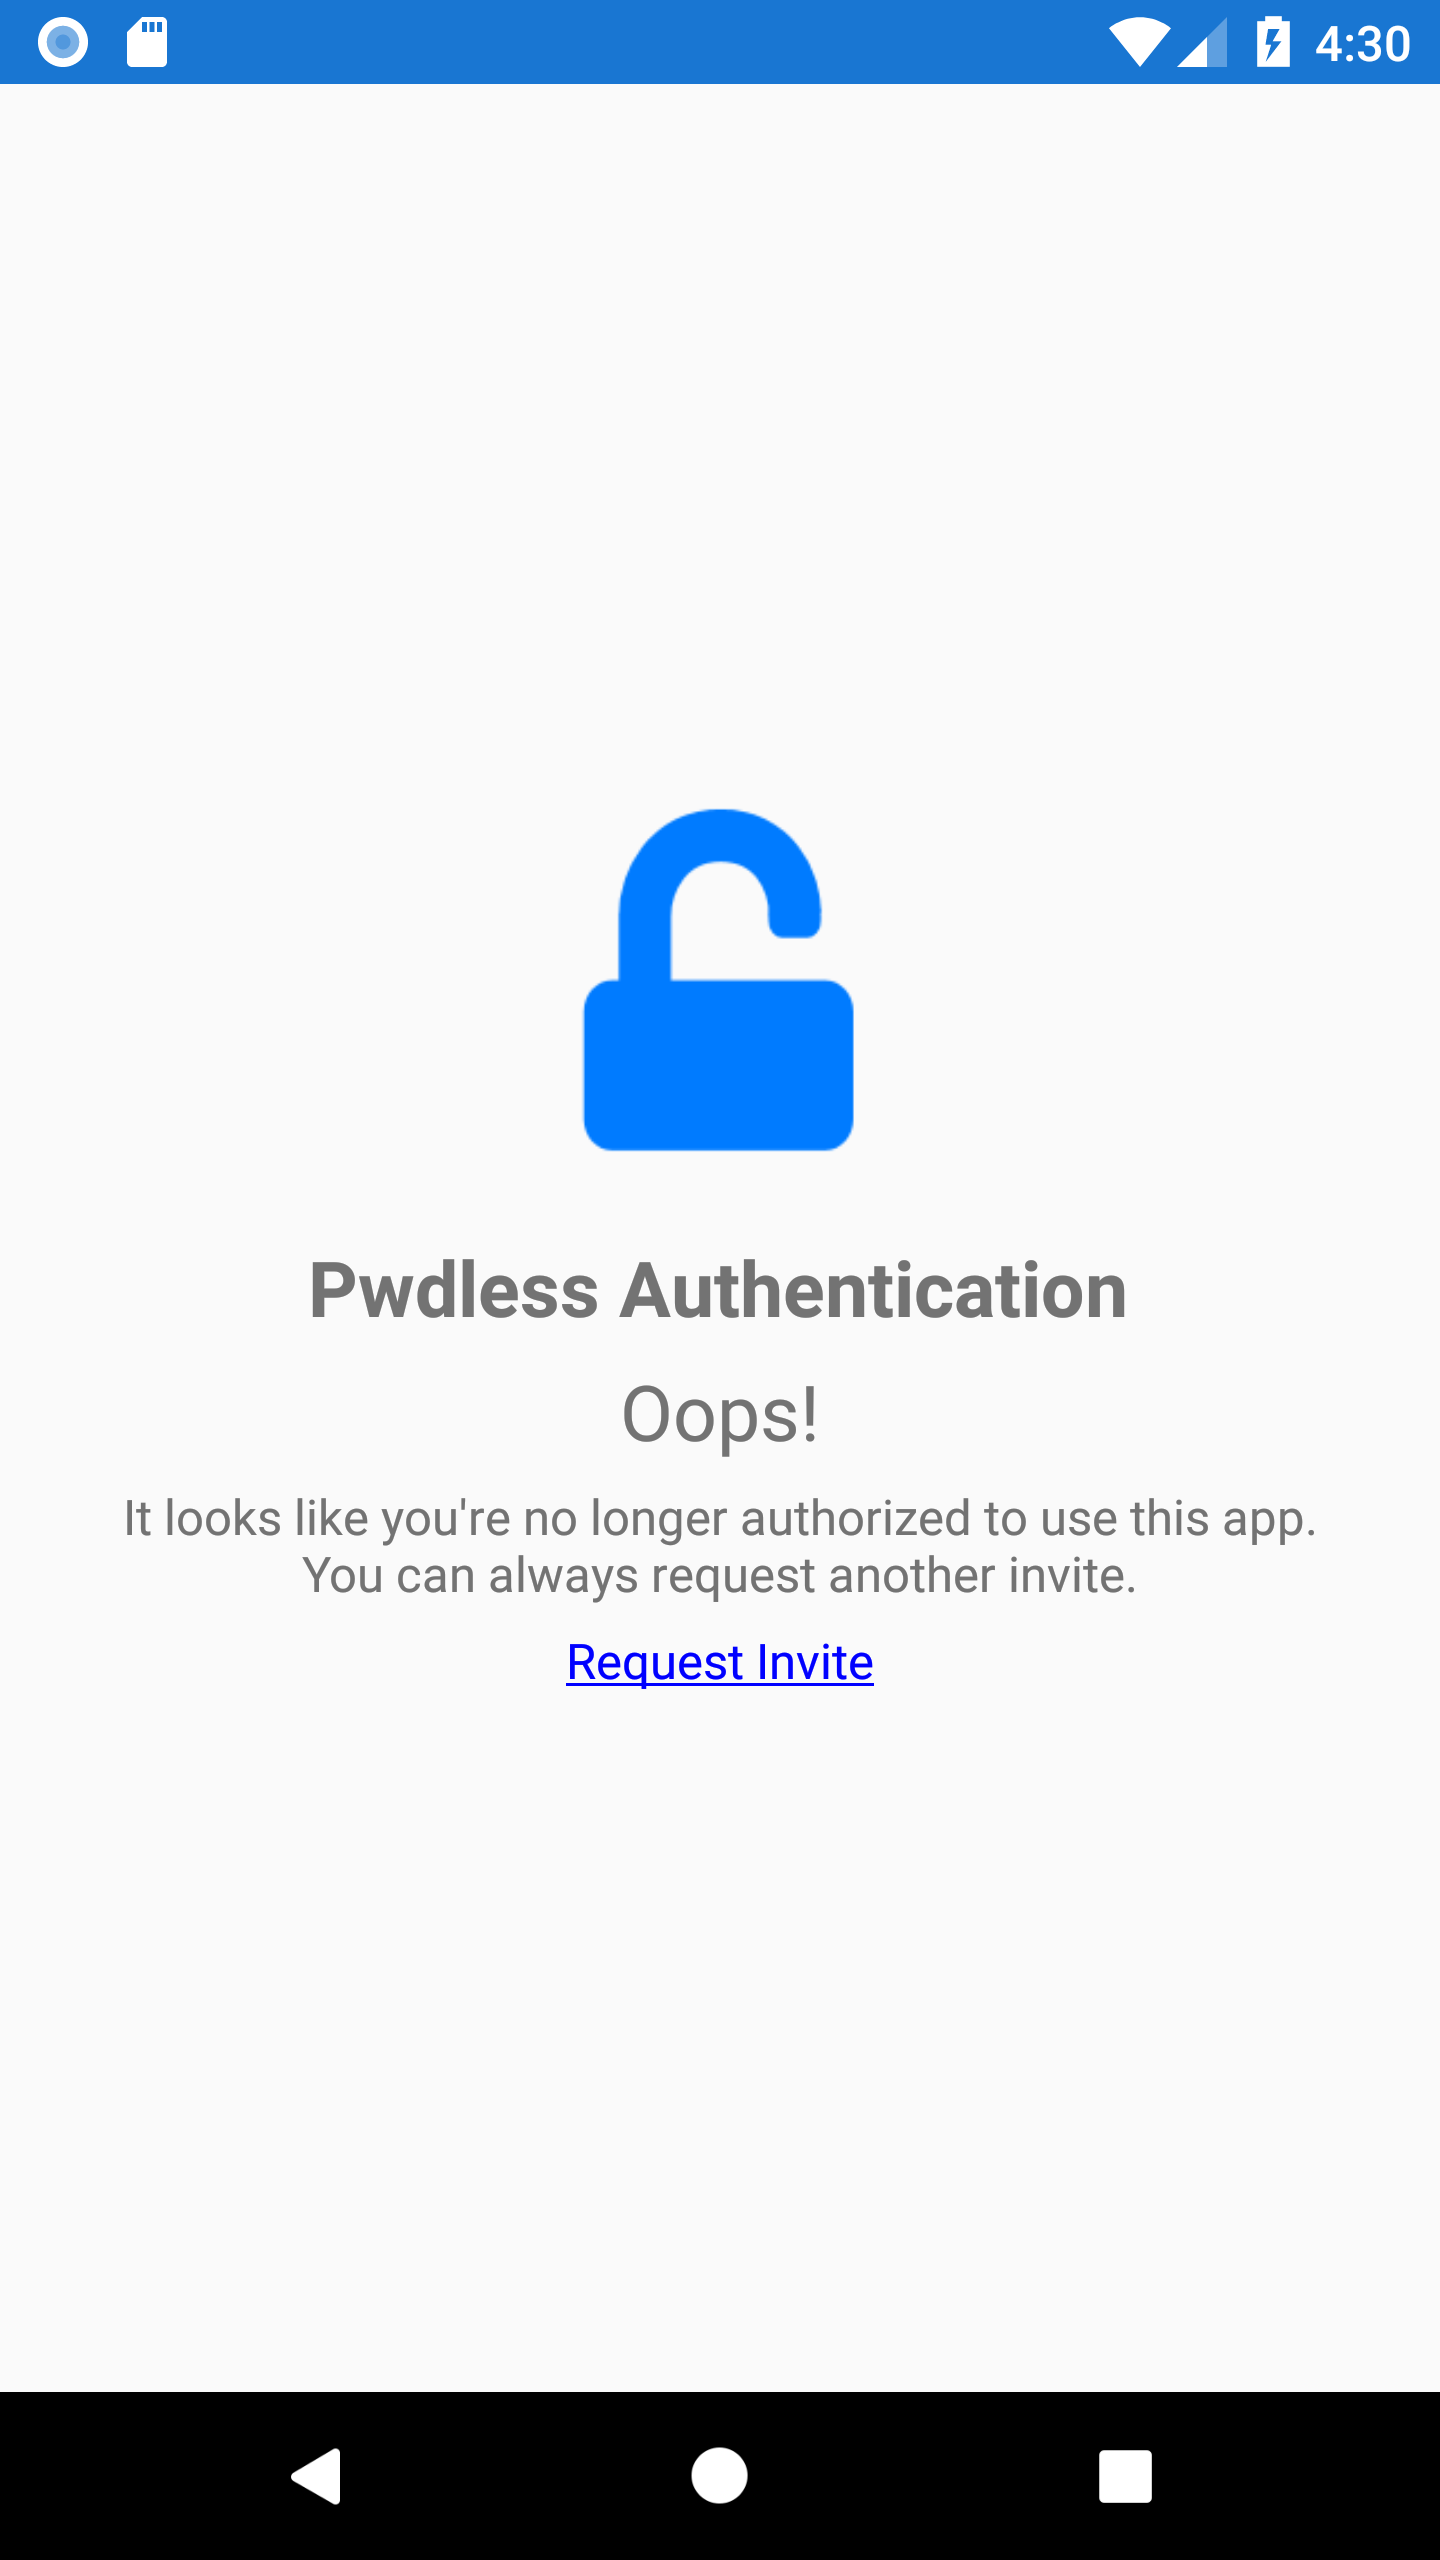 4:30
Pwdless Authentication
Oops!
It looks like you're no longer authorized to use this app.
You can always request another invite.
Request Invite